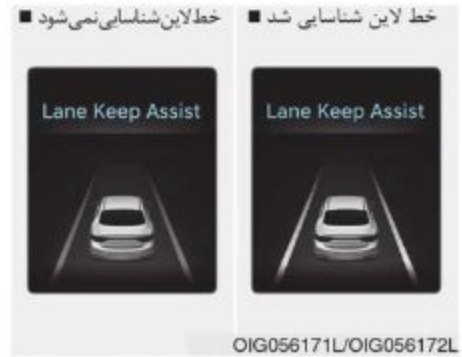 ■ خط لاین شناسایی شد
■ خط‌لاین‌شناسایی‌نمی‌شود
Lane Keep Assist
Lane Keep Assist
OIG056171L/OIG056172L